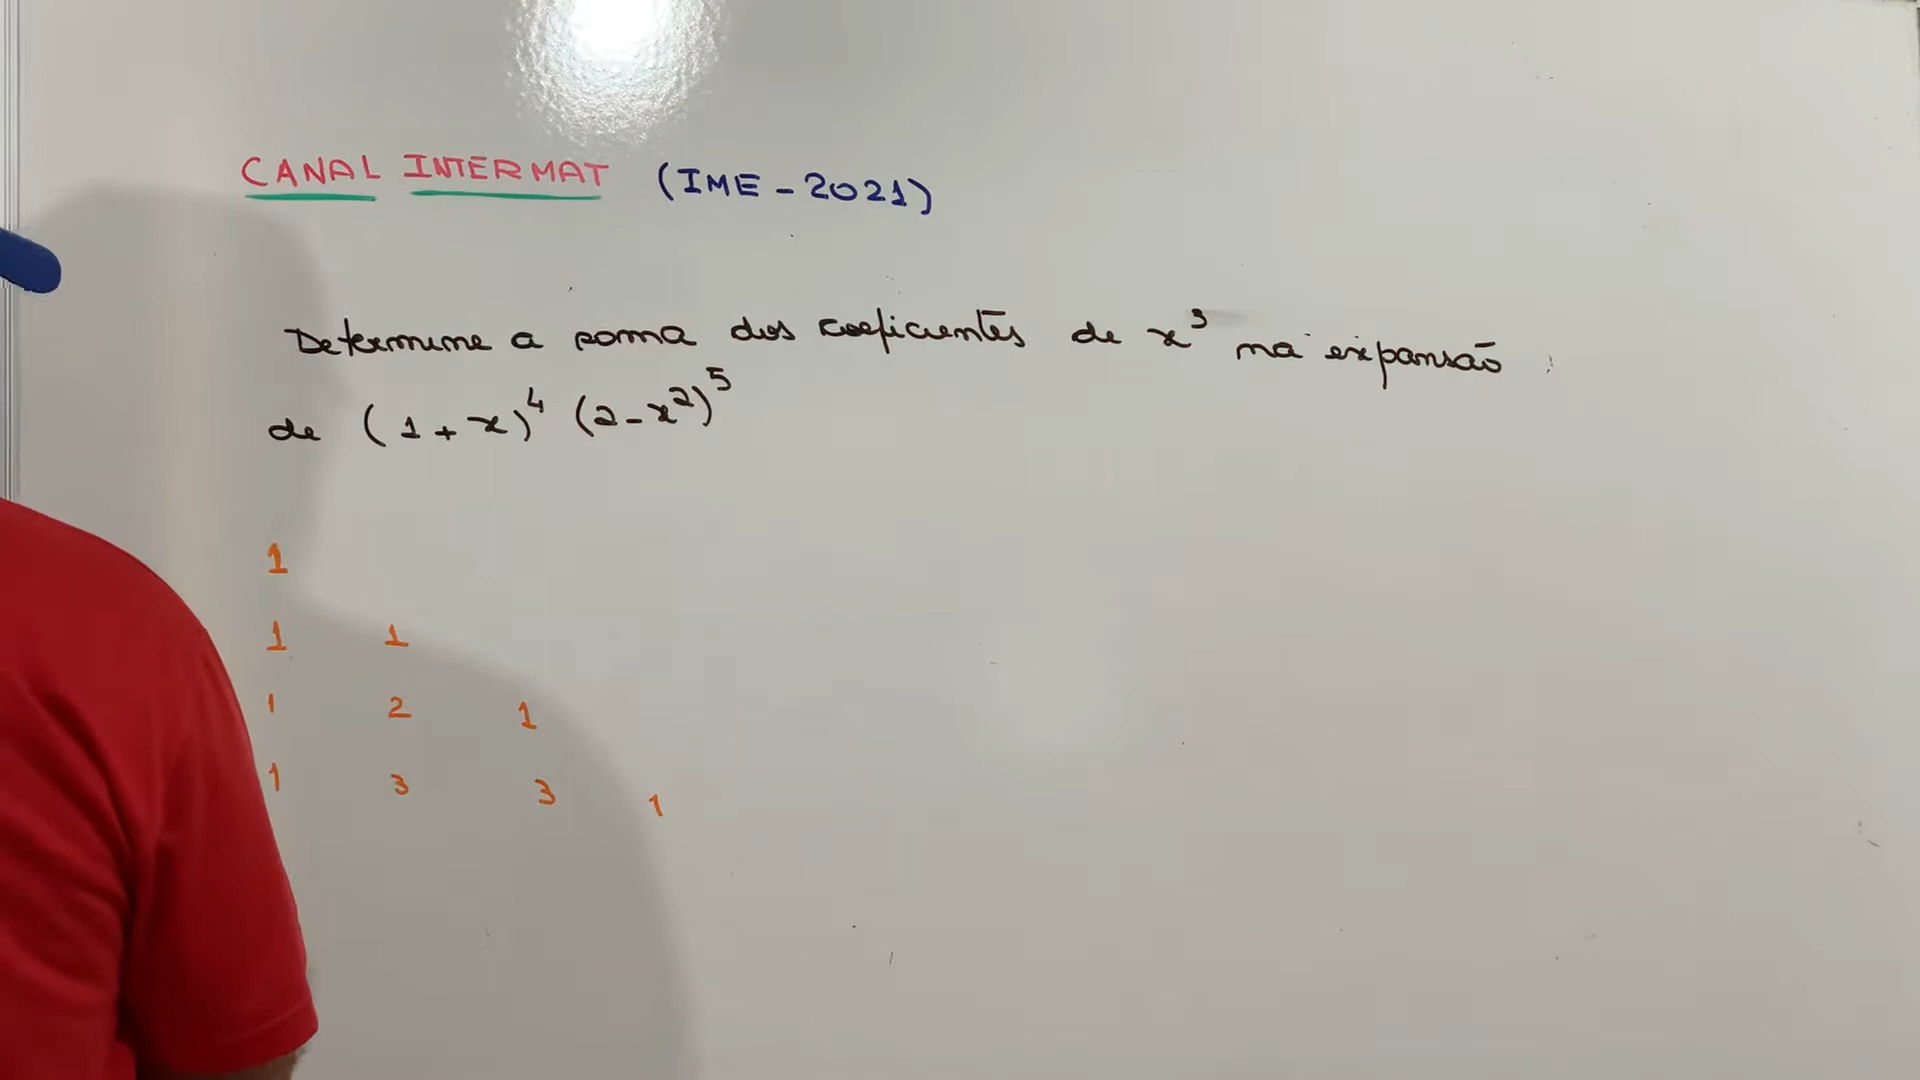 CANAL INTERMAT (IME - 2021)
Determine a soma dos coeficientes de x³ na expansão
de (1 + x)⁴ (2 - x²)⁵
1
1 1
1 2 1
1 3 3 1